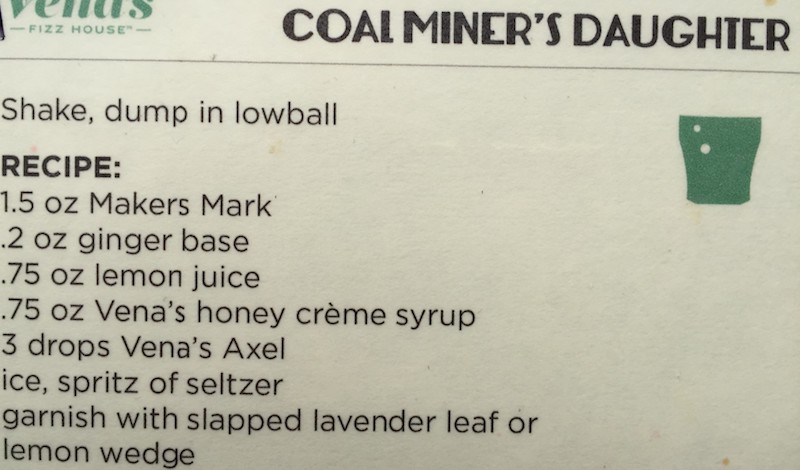 Vena's
FIZZ HOUSE™
COAL MINER'S DAUGHTER
Shake, dump in lowball
RECIPE:
1.5 oz Makers Mark
.2 oz ginger base
.75 oz lemon juice
.75 oz Vena's honey crème syrup
3 drops Vena's Axel
ice, spritz of seltzer
garnish with slapped lavender leaf or
lemon wedge